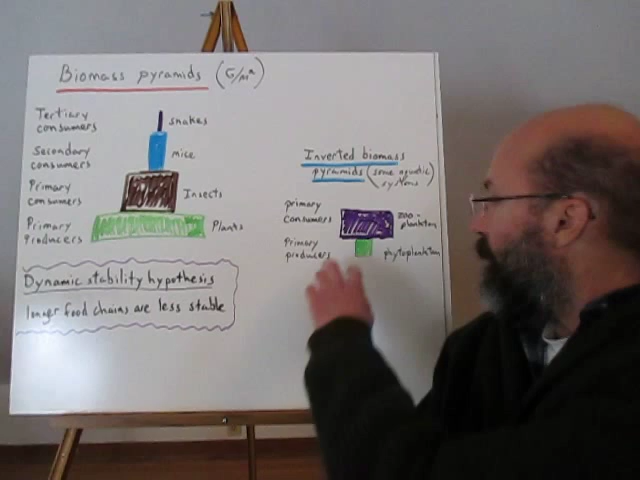 Biomass pyramids (G/m²)
Tertiary
consumers
snakes
Secondary
consumers
mice
Primary
consumers
Insects
Primary
Producers
Plants
Dynamic stability hypothesis
longer food chains are less stable
Inverted biomass
pyramids (some aquatic
systems)
primary
consumers
zoo-
plankton
Primary
producers
phytoplankton